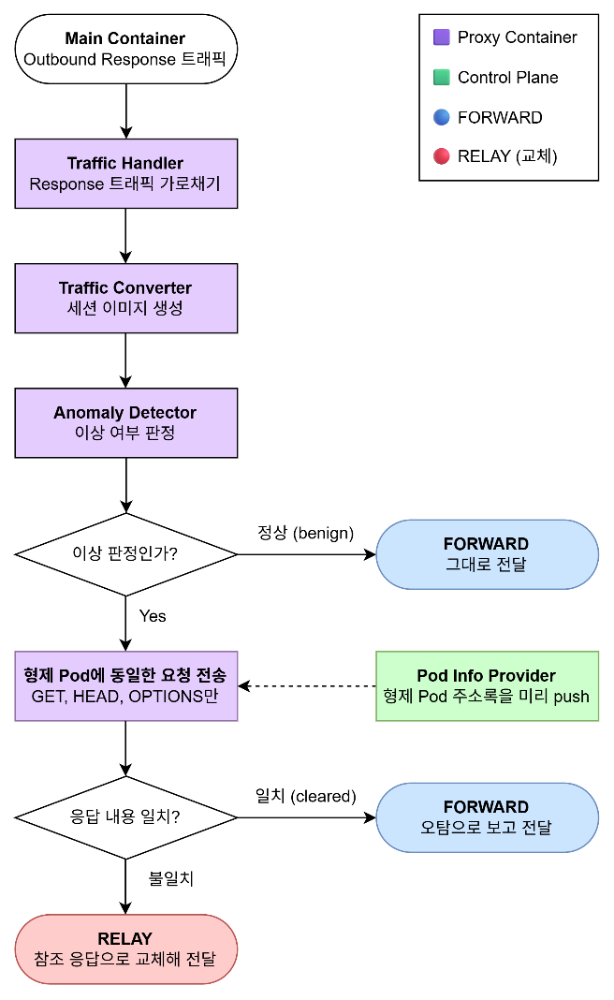 Main Container
Outbound Response 트래픽
Proxy Container
Control Plane
FORWARD
RELAY (교체)
Traffic Handler
Response 트래픽 가로채기
Traffic Converter
세션 이미지 생성
Anomaly Detector
이상 여부 판정
이상 판정인가?
정상 (benign)
FORWARD
그대로 전달
Yes
형제 Pod에 동일한 요청 전송
GET, HEAD, OPTIONS만
Pod Info Provider
형제 Pod 주소록을 미리 push
응답 내용 일치?
일치 (cleared)
FORWARD
오탐으로 보고 전달
불일치
RELAY
참조 응답으로 교체해 전달